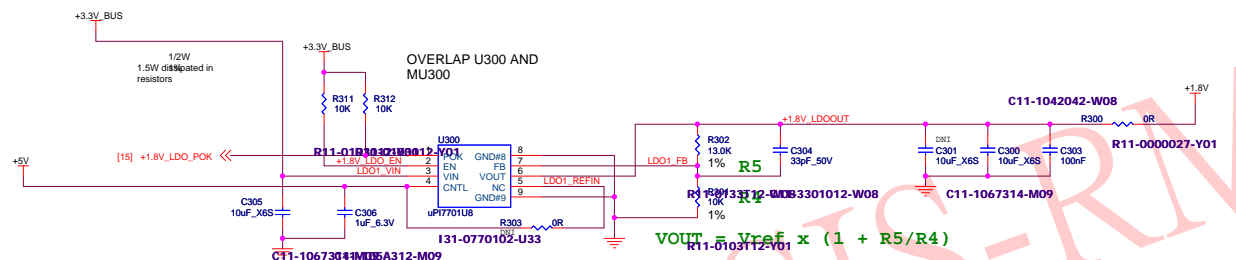 +3.3V_BUS
1/2W
1.5W dissipated in
resistors
+3.3V_BUS
OVERLAP U300 AND
MU300
R311
10K
R312
10K
[15] +1.8V_LDO_POK
+1.8V_LDO_EN
LDO1_VIN
+5V
U300
POK
EN
VIN
CNTL
GND#8
FB
VOUT
NC
GND#9
2
3
4
8
7
6
5
9
uPI7701U8
I31-0770102-U33
LDO1_FB
LDO1_REFIN
C305
10uF_X6S
C306
1uF_6.3V
R303
0R
DNI
R302
13.0K
1%
R5
R4
10K
1%
R11-0103112-Y01
VOUT = Vref x (1 + R5/R4)
C304
33pF_50V
+1.8V_LDOOUT
DNI
C301
10uF_X6S
C300
10uF_X6S
C303
100nF
C11-1067314-M09
C11-1042042-W08
R300
0R
R11-0000027-Y01
+1.8V